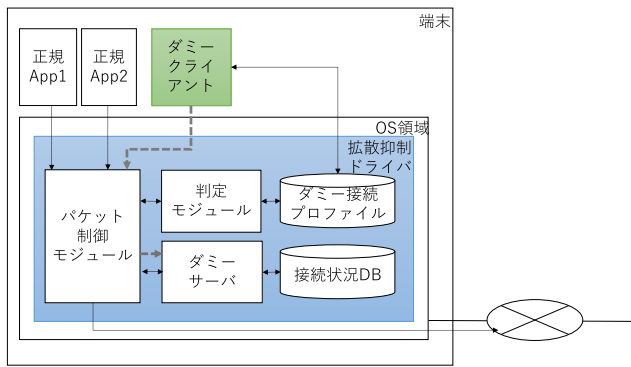 端末
正規
App1
正規
App2
ダミー
クライ
アント
OS領域
拡散抑制
ドライバ
パケット
制御
モジュール
判定
モジュール
ダミー接続
プロファイル
ダミー
サーバ
接続状況DB